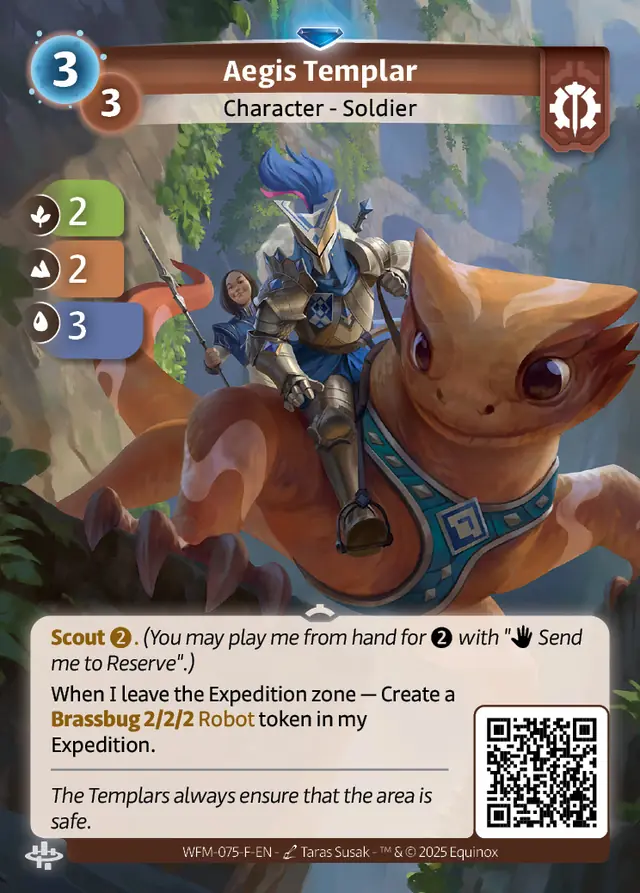 3
Aegis Templar
3
Character - Soldier
2
2
3
Scout 2. (You may play me from hand for 2 with " Send
me to Reserve".)
When I leave the Expedition zone — Create a
Brassbug 2/2/2 Robot token in my
Expedition.
The Templars always ensure that the area is
safe.
WFM-075-F-EN - Taras Susak - ™ & © 2025 Equinox